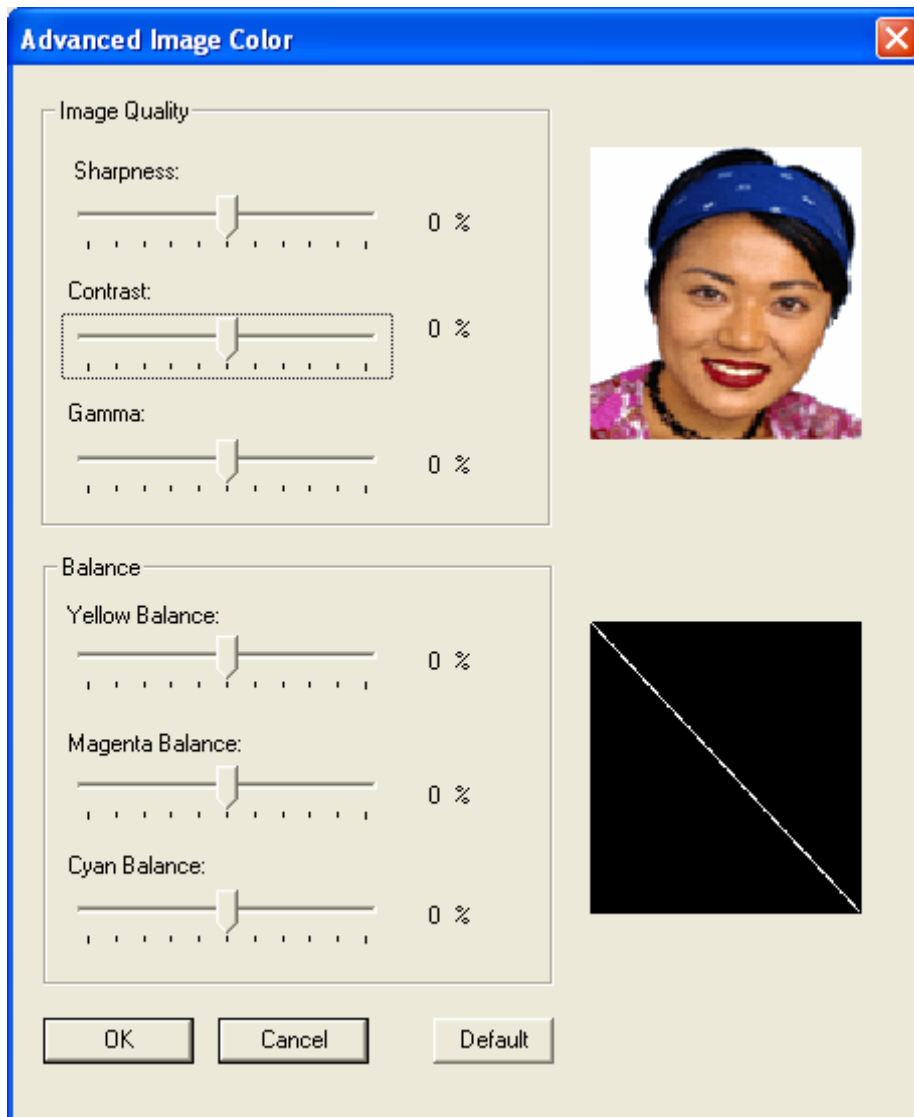 Advanced Image Color
Image Quality
Sharpness:
0 %
Contrast:
0 %
Gamma:
0 %
Balance
Yellow Balance:
0 %
Magenta Balance:
0 %
Cyan Balance:
0 %
OK Cancel Default